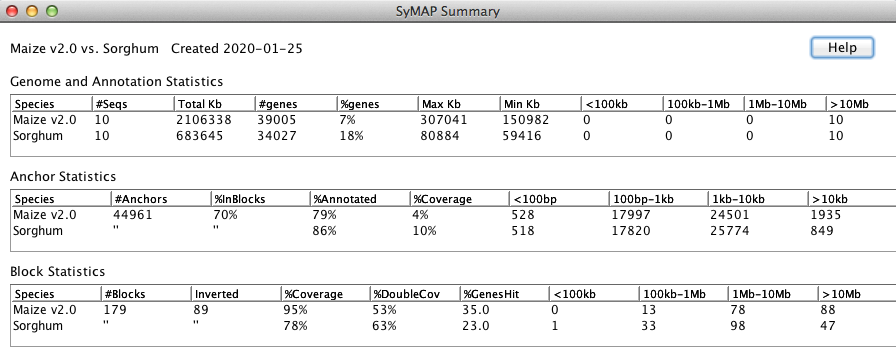 SyMAP Summary
Maize v2.0 vs. Sorghum Created 2020-01-25 Help
Genome and Annotation Statistics
Species #Seqs Total Kb #genes %genes Max Kb Min Kb <100kb 100kb-1Mb 1Mb-10Mb >10Mb
Maize v2.0 10 2106338 39005 7% 307041 150982 0 0 0 10
Sorghum 10 683645 34027 18% 80884 59416 0 0 0 10
Anchor Statistics
Species #Anchors %InBlocks %Annotated %Coverage <100bp 100bp-1kb 1kb-10kb >10kb
Maize v2.0 44961 70% 79% 4% 528 17997 24501 1935
Sorghum " " 86% 10% 518 17820 25774 849
Block Statistics
Species #Blocks Inverted %Coverage %DoubleCov %GenesHit <100kb 100kb-1Mb 1Mb-10Mb >10Mb
Maize v2.0 179 89 95% 53% 35.0 0 13 78 88
Sorghum " " 78% 63% 23.0 1 33 98 47